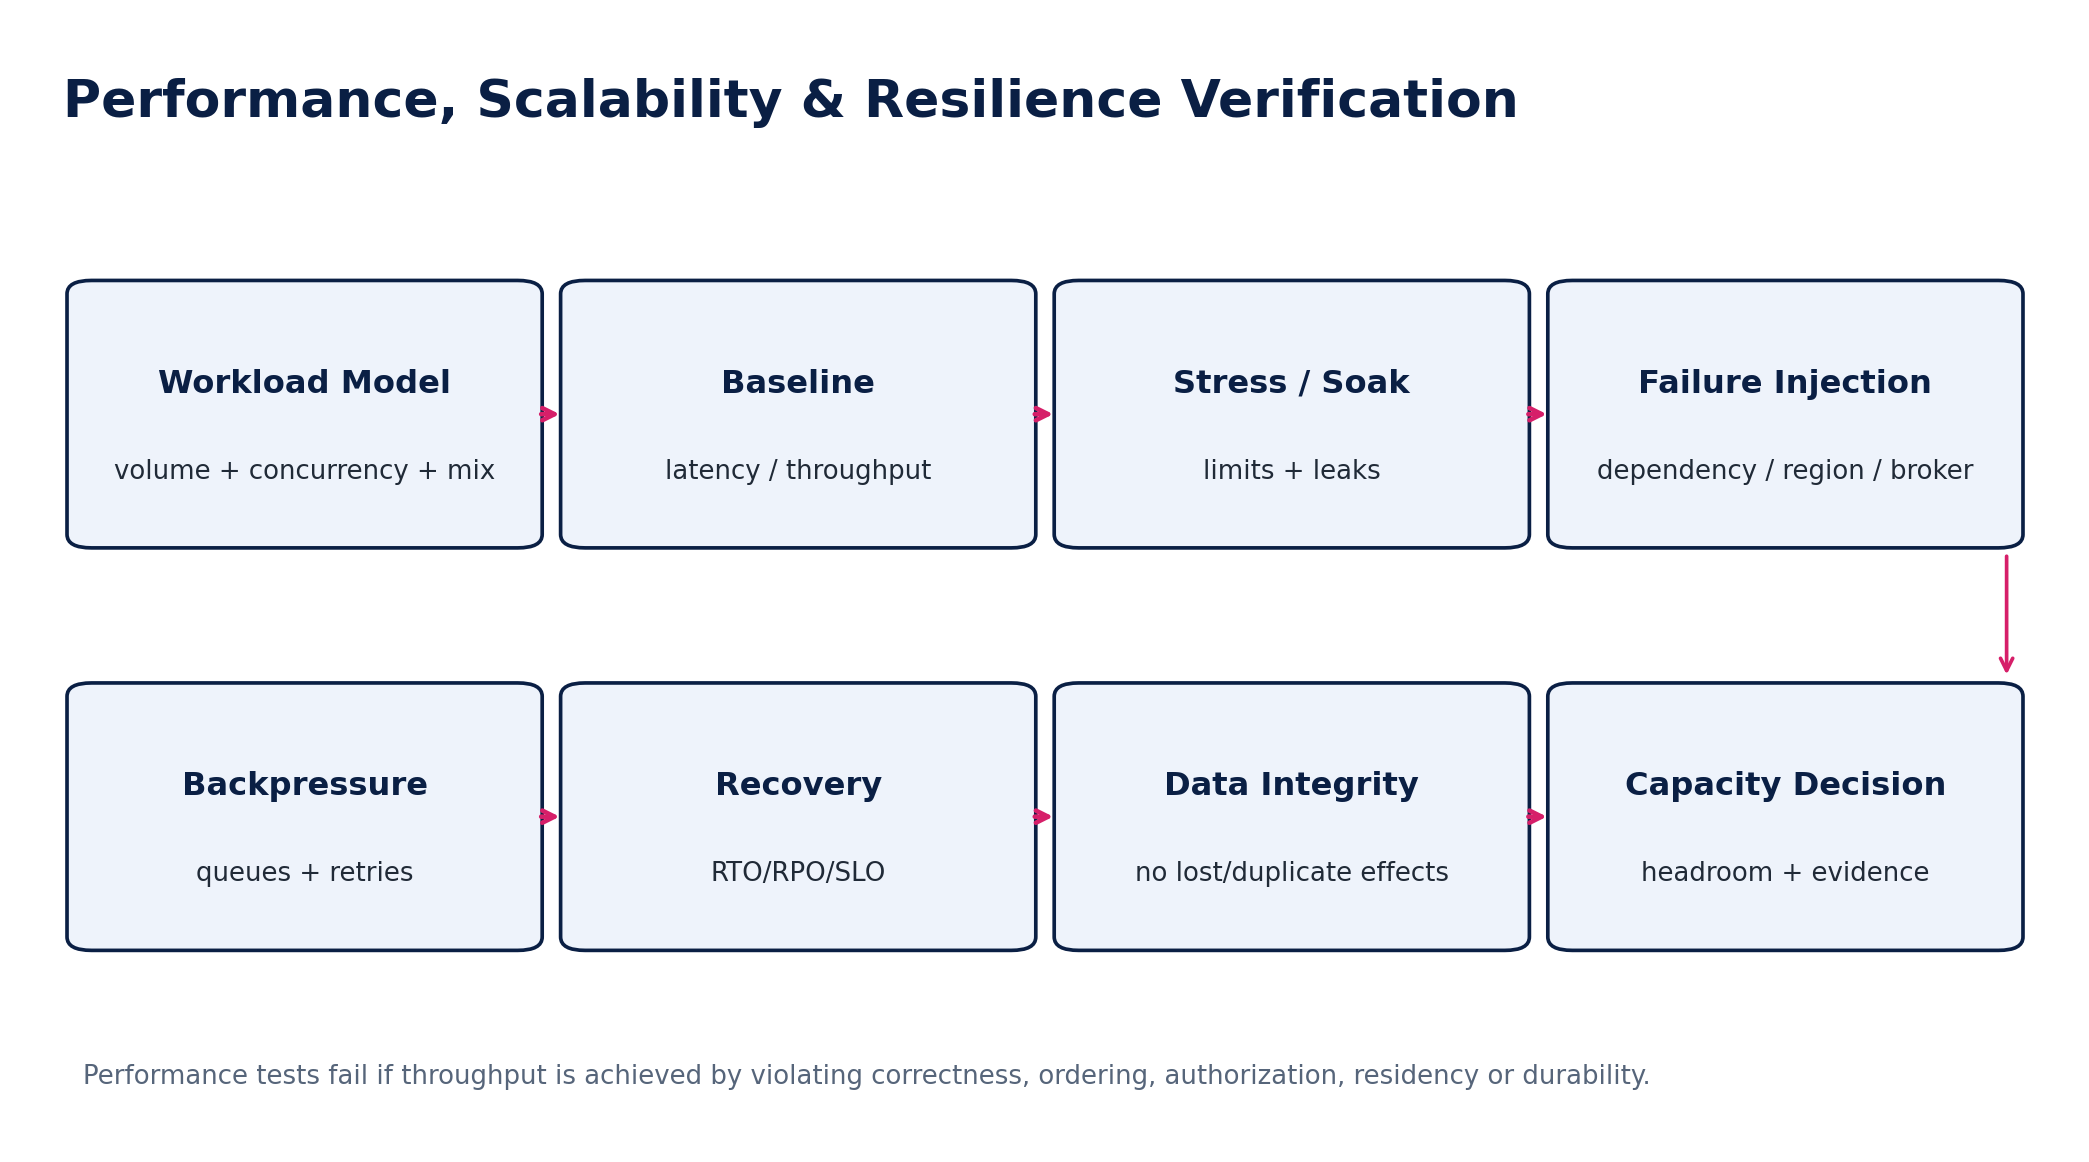 Performance, Scalability & Resilience Verification
Workload Model
volume + concurrency + mix
Baseline
latency / throughput
Stress / Soak
limits + leaks
Failure Injection
dependency / region / broker
Backpressure
queues + retries
Recovery
RTO/RPO/SLO
Data Integrity
no lost/duplicate effects
Capacity Decision
headroom + evidence
Performance tests fail if throughput is achieved by violating correctness, ordering, authorization, residency or durability.